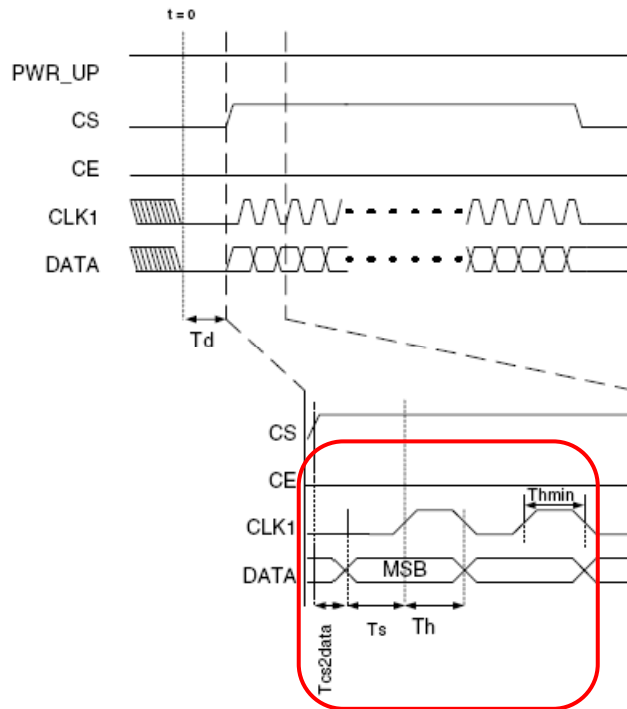 t = 0
PWR_UP
CS
CE
CLK1
DATA
Td
CS
CE
Thmin
CLK1
DATA
MSB
Ts
Th
Tcs2data